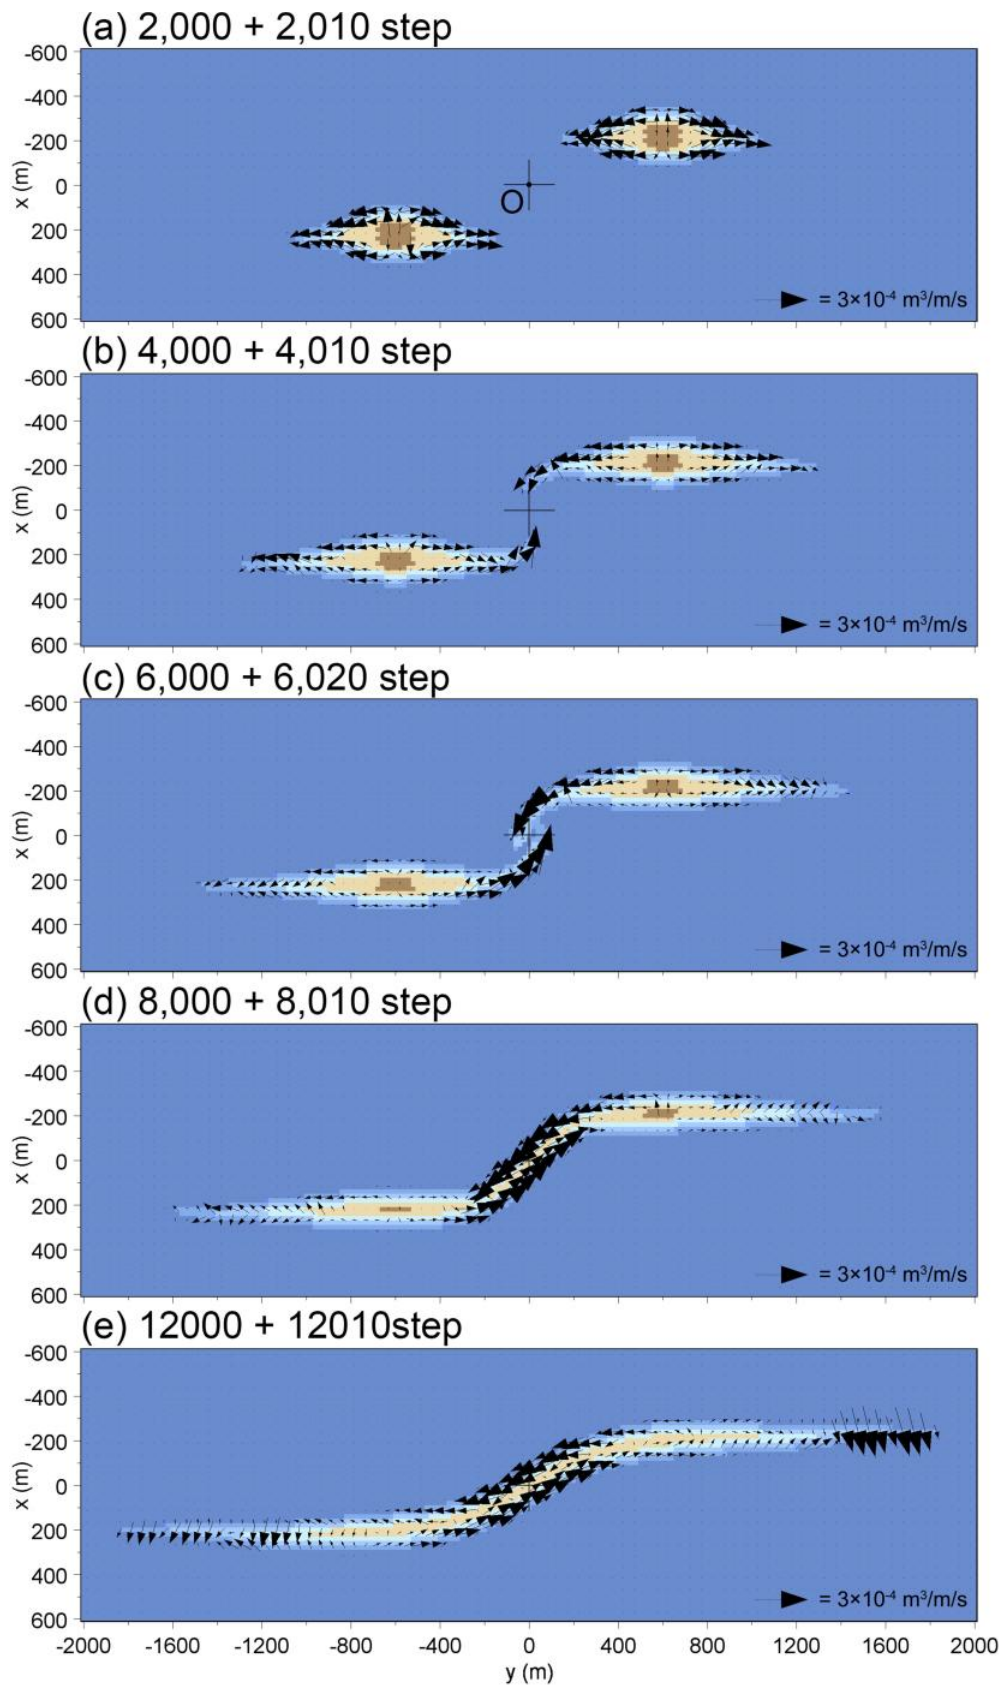 (a) 2,000 + 2,010 step
-600
-400
-200
0
200
400
600
x (m)
O
= 3×10⁻⁴ m³/m/s
(b) 4,000 + 4,010 step
-600
-400
-200
0
200
400
600
x (m)
= 3×10⁻⁴ m³/m/s
(c) 6,000 + 6,020 step
-600
-400
-200
0
200
400
600
x (m)
= 3×10⁻⁴ m³/m/s
(d) 8,000 + 8,010 step
-600
-400
-200
0
200
400
600
x (m)
= 3×10⁻⁴ m³/m/s
(e) 12000 + 12010step
-600
-400
-200
0
200
400
600
x (m)
= 3×10⁻⁴ m³/m/s
-2000 -1600 -1200 -800 -400 0 400 800 1200 1600 2000
y (m)